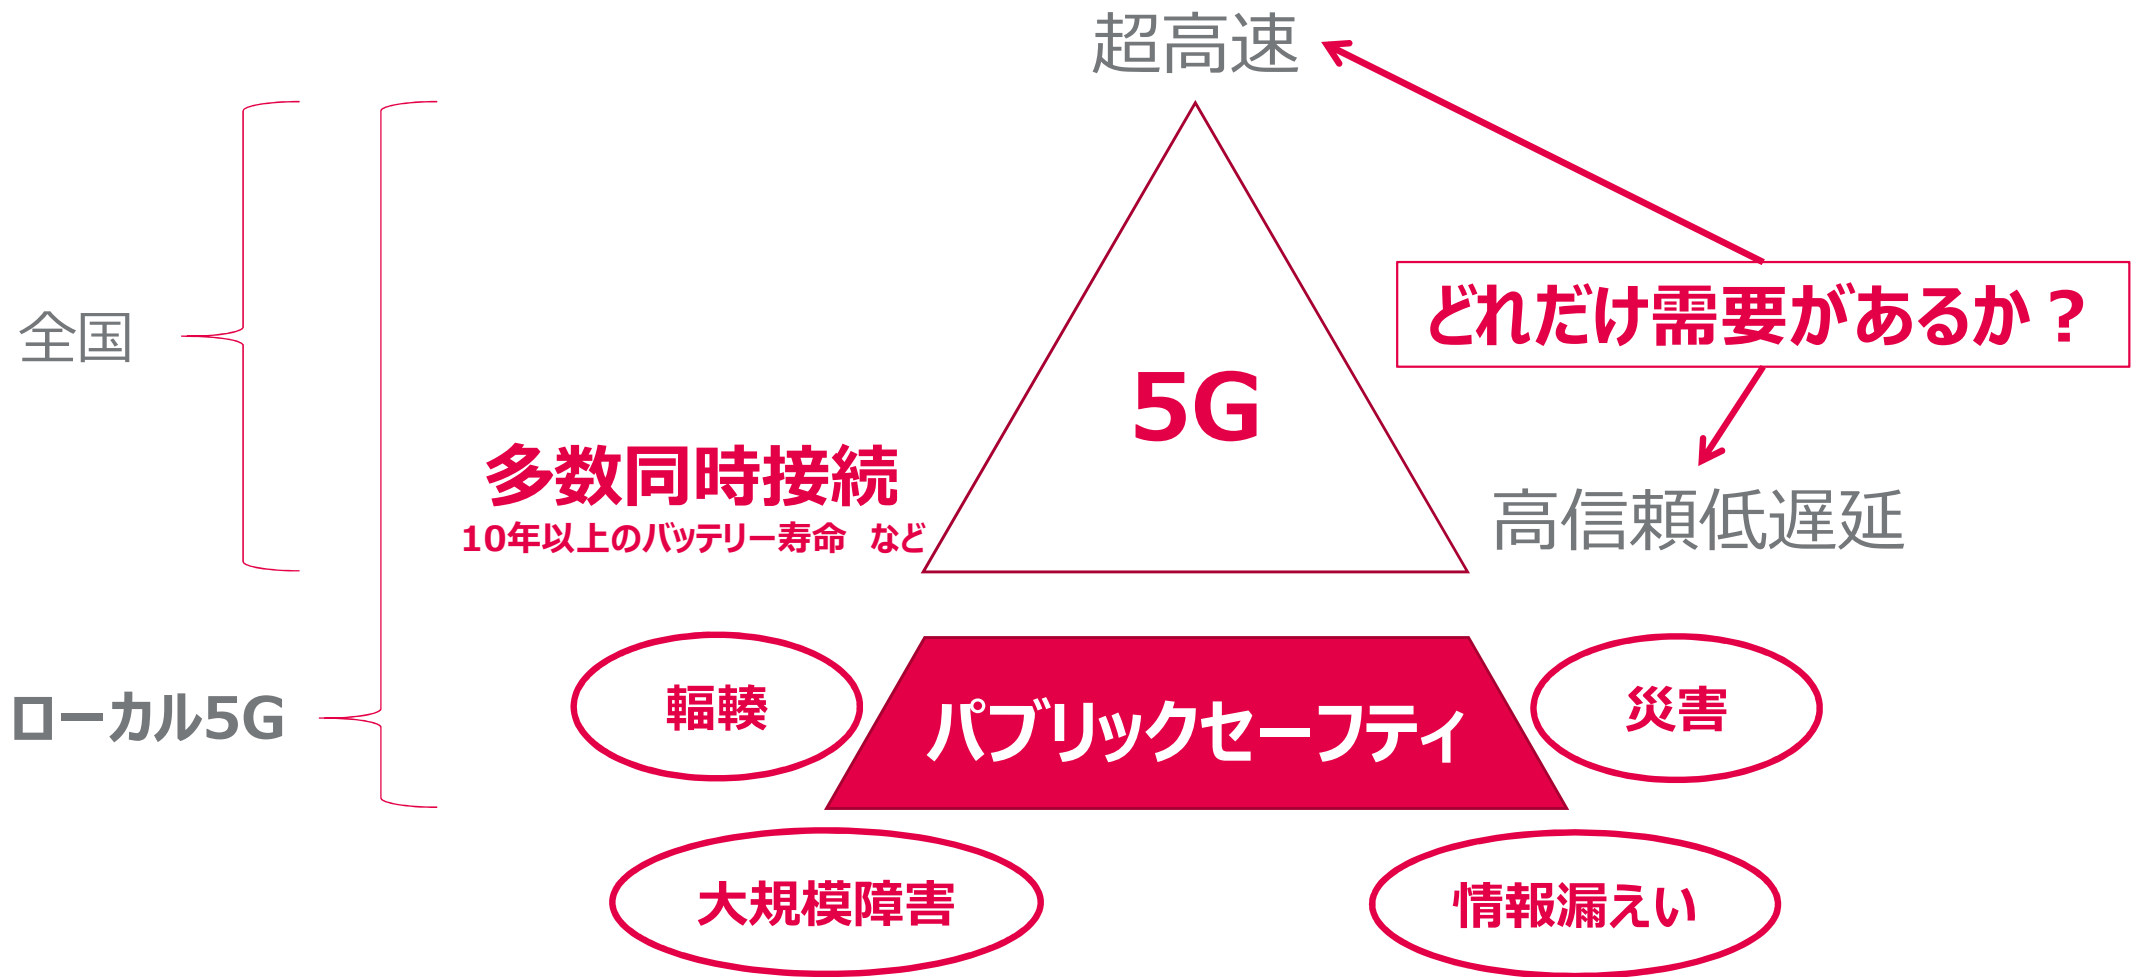 超高速
どれだけ需要があるか？
全国
5G
多数同時接続
10年以上のバッテリー寿命　など
高信頼低遅延
輻輳
災害
ローカル5G
パブリックセーフティ
大規模障害
情報漏えい